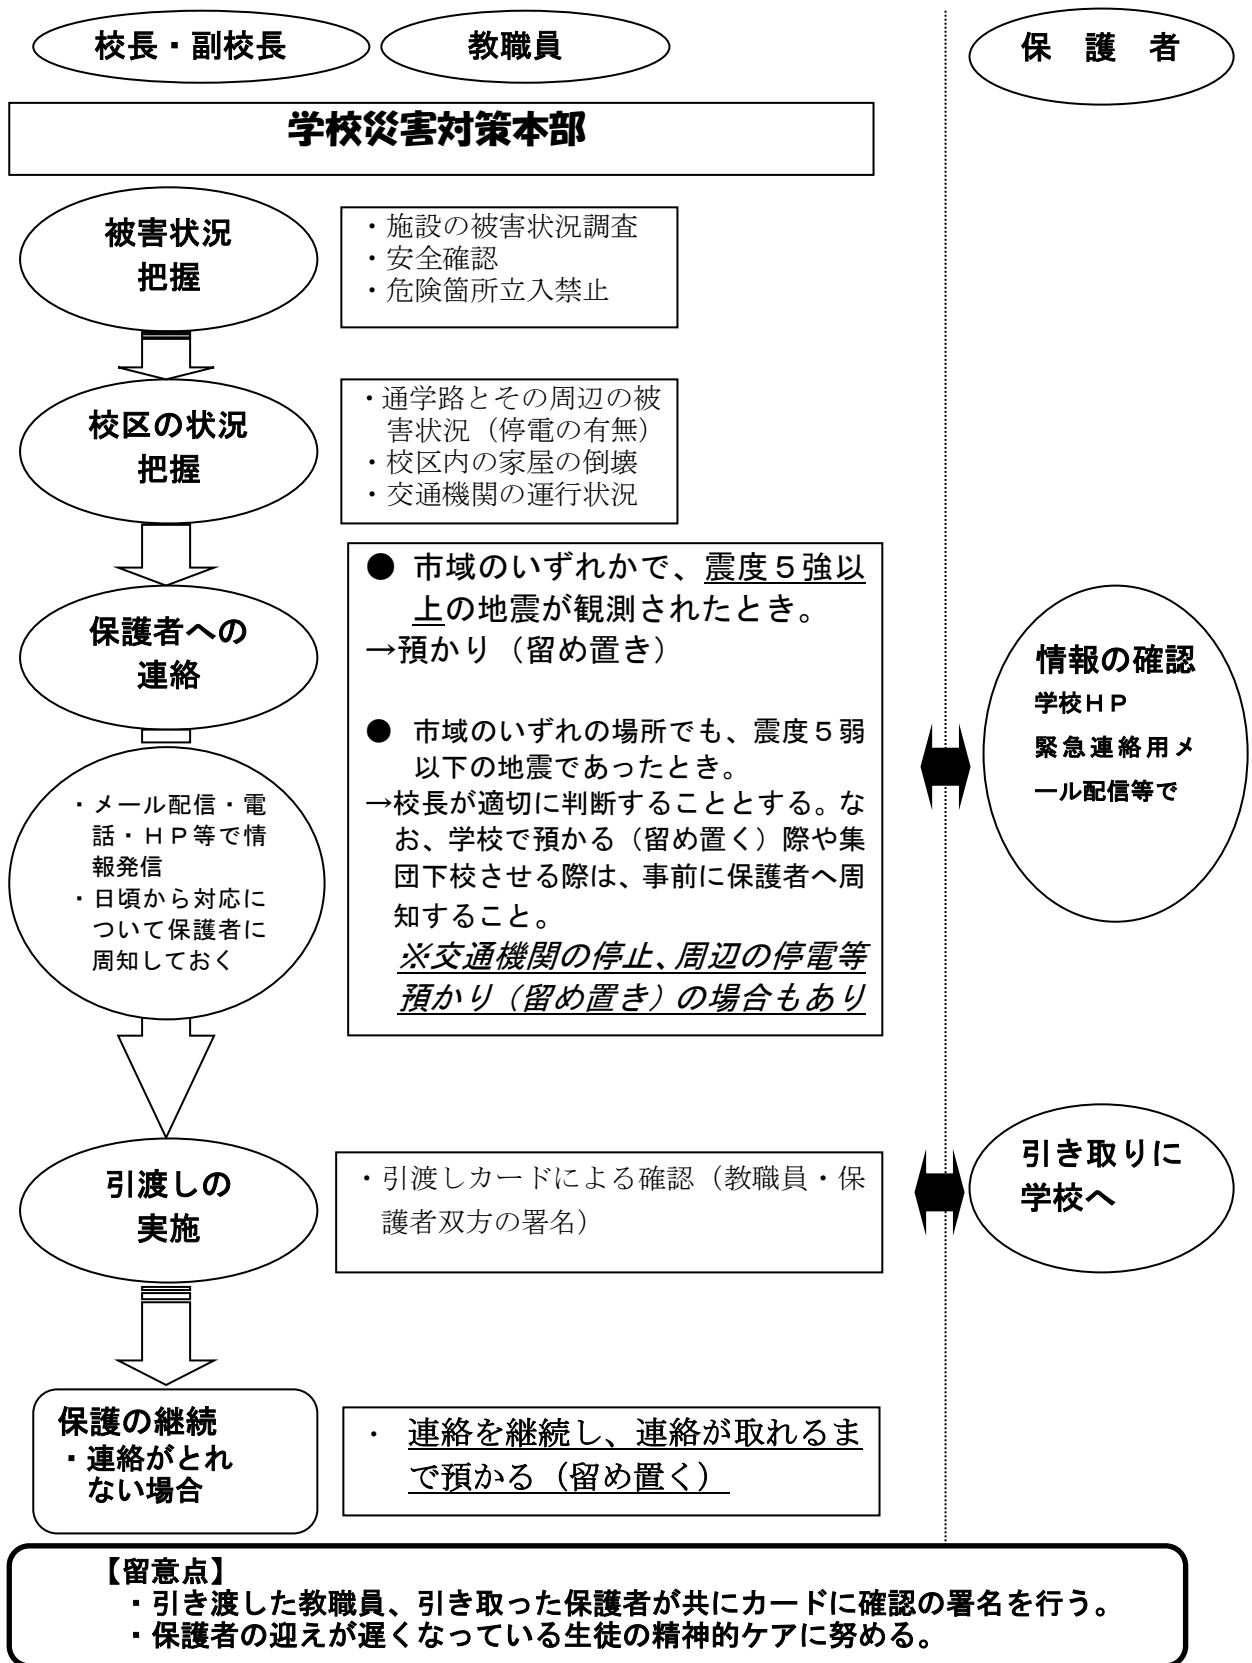 校長・副校長
教職員
保　護　者
学校災害対策本部
被害状況
把握
・施設の被害状況調査
・安全確認
・危険箇所立入禁止
校区の状況
把握
・通学路とその周辺の被
害状況（停電の有無）
・校区内の家屋の倒壊
・交通機関の運行状況
保護者への
連絡
・メール配信・電
話・ＨＰ等で情
報発信
・日頃から対応に
ついて保護者に
周知しておく
●　市域のいずれかで、震度５強以
上の地震が観測されたとき。
→預かり（留め置き）
●　市域のいずれの場所でも、震度５弱
以下の地震であったとき。
→校長が適切に判断することとする。な
お、学校で預かる（留め置く）際や集
団下校させる際は、事前に保護者へ周
知すること。
※交通機関の停止、周辺の停電等
預かり（留め置き）の場合もあり
情報の確認
学校ＨＰ
緊急連絡用メ
ール配信等で
引渡しの
実施
・引渡しカードによる確認（教職員・保
護者双方の署名）
引き取りに
学校へ
保護の継続
・連絡がとれ
ない場合
・　連絡を継続し、連絡が取れるま
で預かる（留め置く）
【留意点】
・引き渡した教職員、引き取った保護者が共にカードに確認の署名を行う。
・保護者の迎えが遅くなっている生徒の精神的ケアに努める。